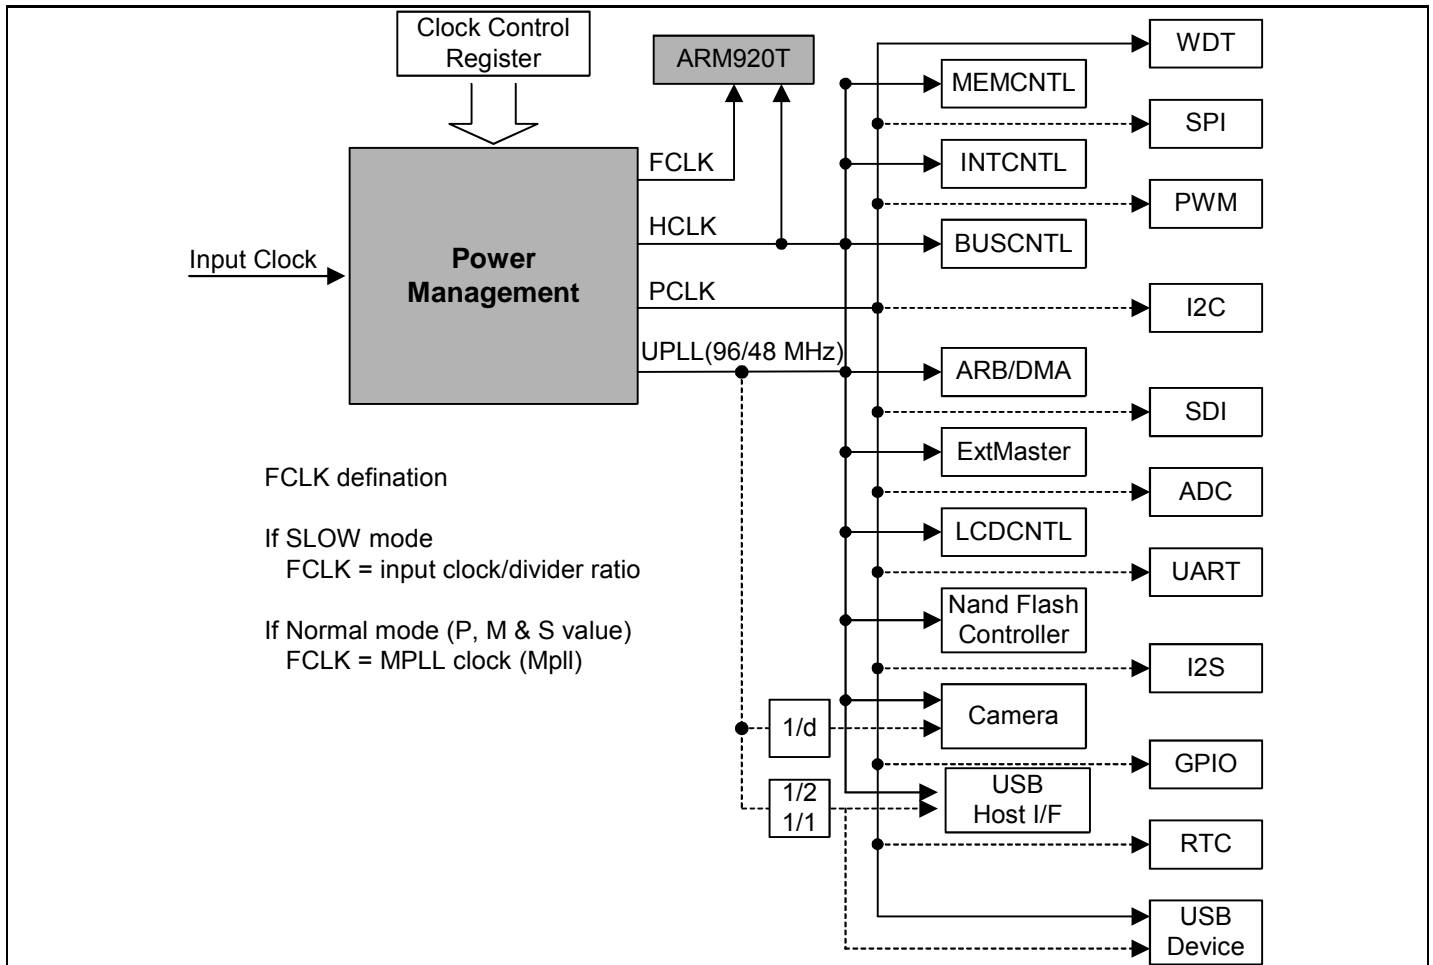 Clock Control
Register
ARM920T
WDT
MEMCNTL
SPI
FCLK
INTCNTL
PWM
HCLK
BUSCNTL
Input Clock
Power
Management
PCLK
I2C
UPLL(96/48 MHz)
ARB/DMA
SDI
ExtMaster
FCLK defination
ADC
If SLOW mode
FCLK = input clock/divider ratio
LCDCNTL
UART
Nand Flash
Controller
If Normal mode (P, M & S value)
FCLK = MPLL clock (Mpll)
I2S
1/d
Camera
GPIO
1/2
1/1
USB
Host I/F
RTC
USB
Device